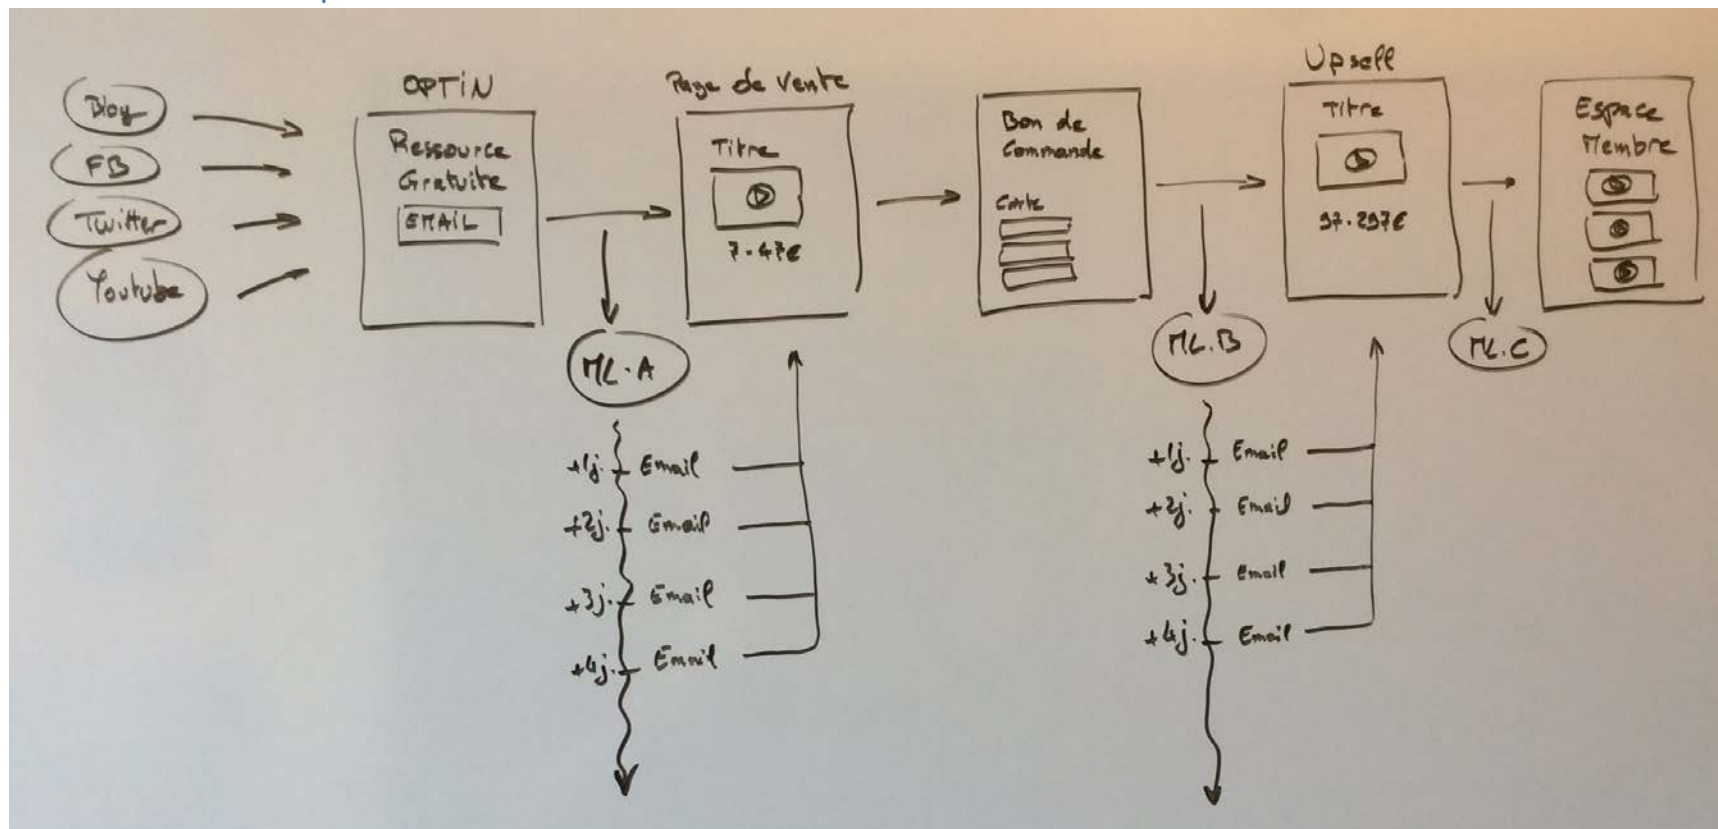 Blog
FB
Twitter
Youtube
OPTiN
Ressource
Gratuite
EMAIL
Page de Vente
Titre
7-47€
Bon de
Commande
Carte
Upsell
Titre
97-297€
Espace
Membre
ML.A
+1j. Email
+2j. Email
+3j. Email
+4j. Email
ML.B
+1j. Email
+2j. Email
+3j. Email
+4j. Email
ML.C